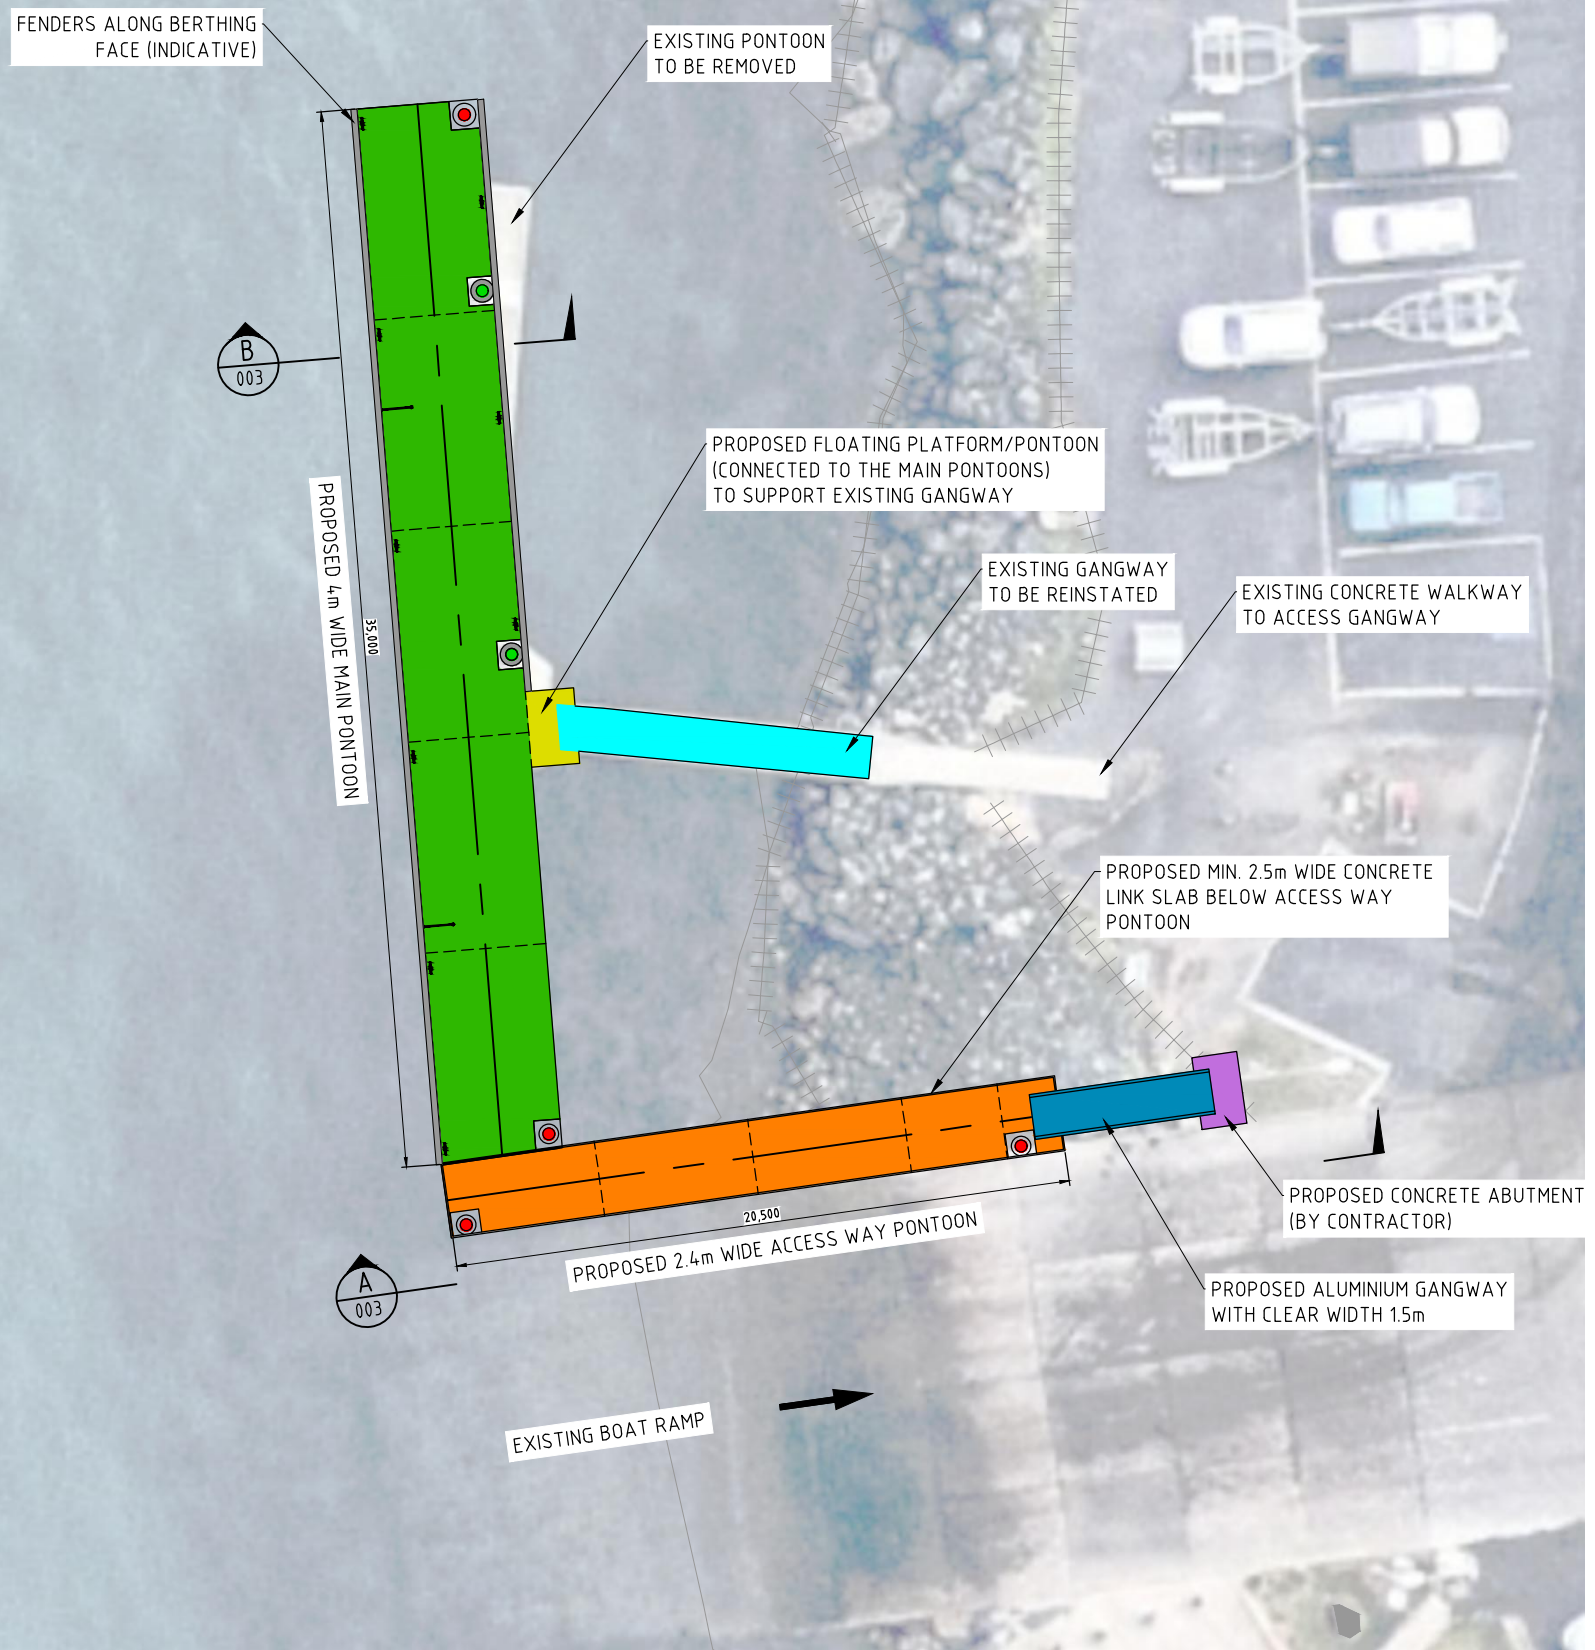 FENDERS ALONG BERTHING
FACE (INDICATIVE)
EXISTING PONTOON
TO BE REMOVED
B
003
PROPOSED FLOATING PLATFORM/PONTOON
(CONNECTED TO THE MAIN PONTOONS)
TO SUPPORT EXISTING GANGWAY
EXISTING GANGWAY
TO BE REINSTATED
EXISTING CONCRETE WALKWAY
TO ACCESS GANGWAY
35,000
PROPOSED 4m WIDE MAIN PONTOON
PROPOSED MIN. 2.5m WIDE CONCRETE
LINK SLAB BELOW ACCESS WAY
PONTOON
20,500
PROPOSED 2.4m WIDE ACCESS WAY PONTOON
PROPOSED CONCRETE ABUTMENT
(BY CONTRACTOR)
A
003
PROPOSED ALUMINIUM GANGWAY
WITH CLEAR WIDTH 1.5m
EXISTING BOAT RAMP